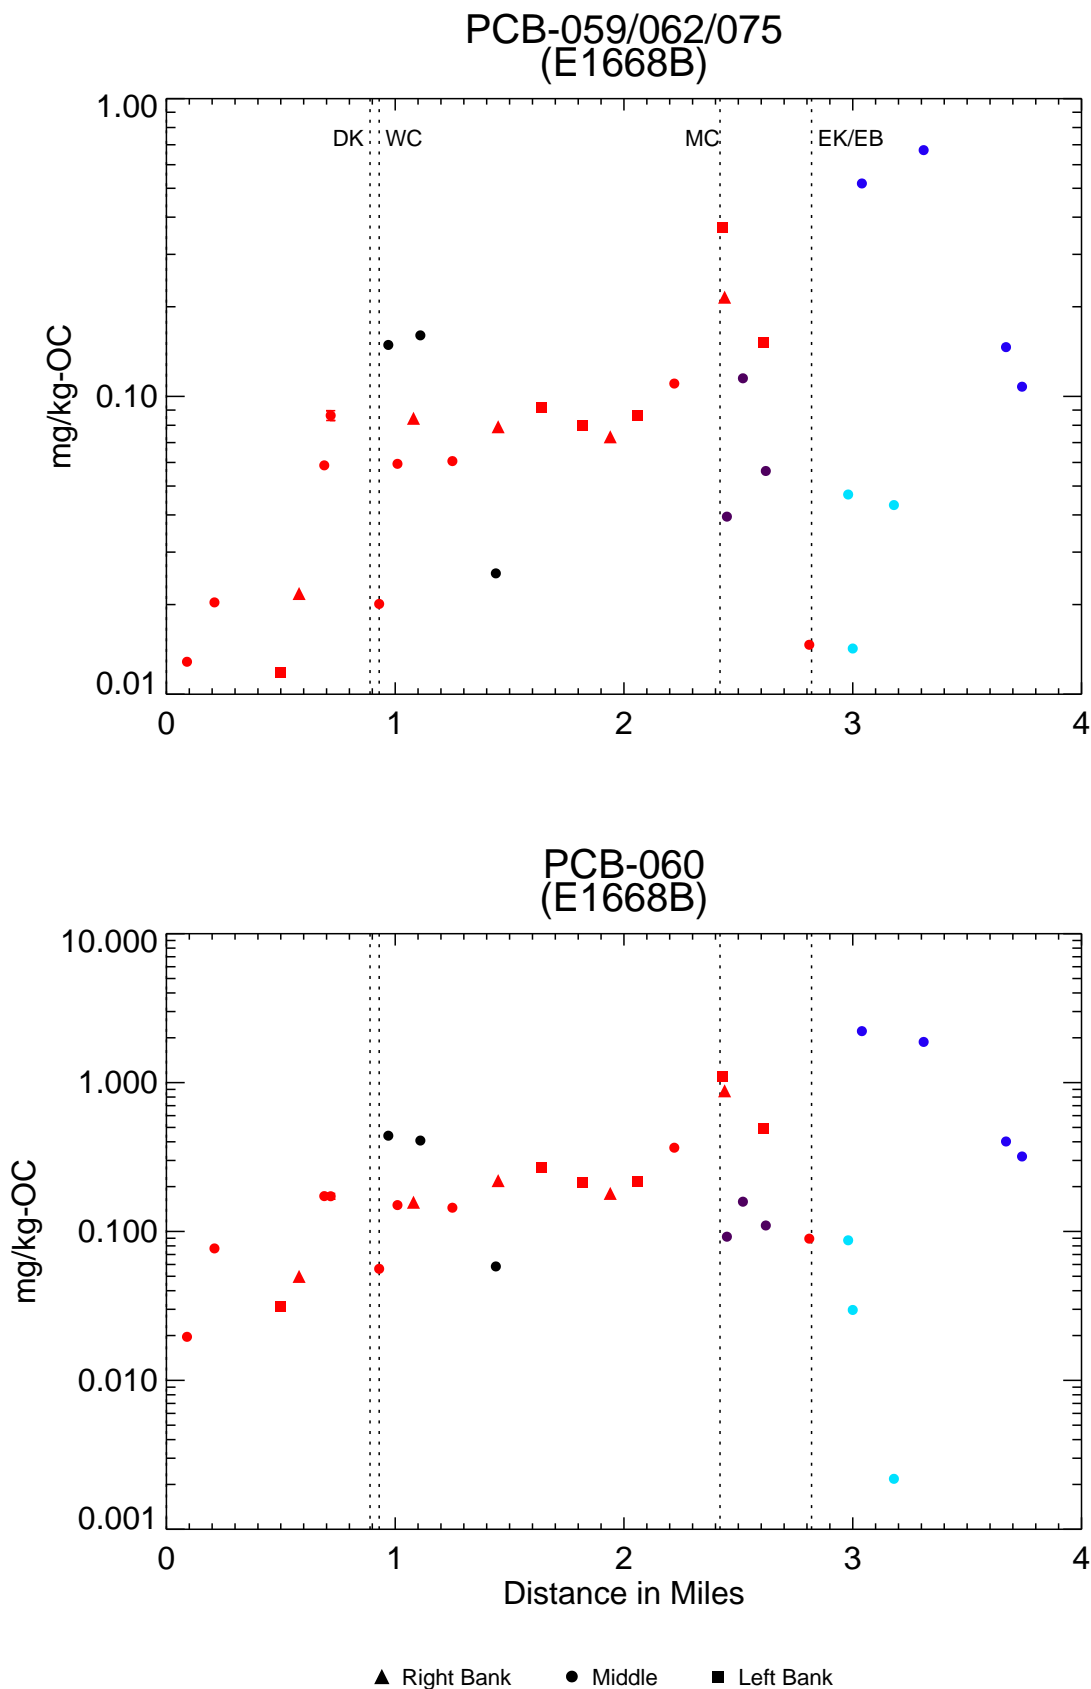 PCB-059/062/075
(E1668B)
1.00
DK WC MC EK/EB
mg/kg-OC
0.10
0.01
0 1 2 3 4
PCB-060
(E1668B)
10.000
1.000
mg/kg-OC
0.100
0.010
0.001
0 1 2 3 4
Distance in Miles
Right Bank Middle Left Bank